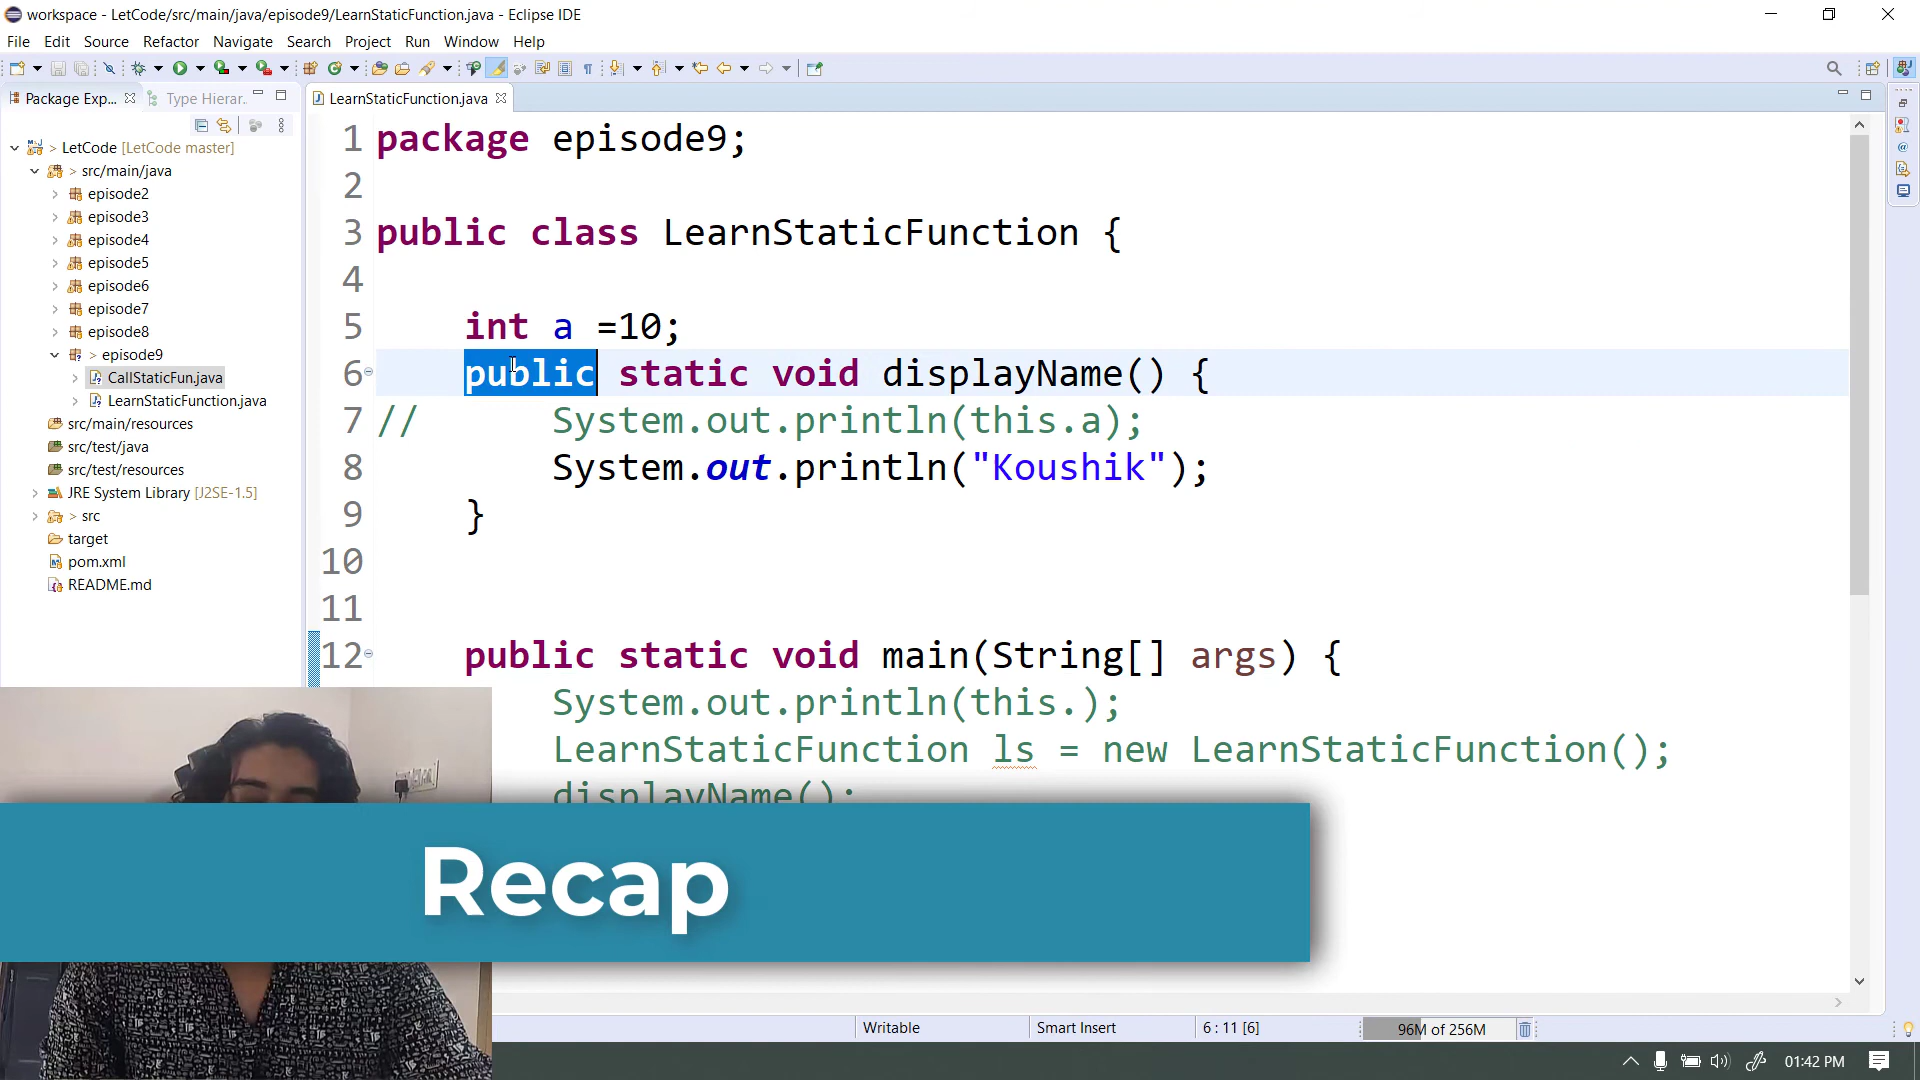 workspace - LetCode/src/main/java/episode9/LearnStaticFunction.java - Eclipse IDE
File Edit Source Refactor Navigate Search Project Run Window Help
Package Exp... Type Hierar...
LearnStaticFunction.java
> LetCode [LetCode master]
> src/main/java
episode2
episode3
episode4
episode5
episode6
episode7
episode8
> episode9
CallStaticFun.java
LearnStaticFunction.java
src/main/resources
src/test/java
src/test/resources
JRE System Library [J2SE-1.5]
> src
target
pom.xml
README.md
1 package episode9;
2
3 public class LearnStaticFunction {
4
5 int a =10;
6 public static void displayName() {
7 // System.out.println(this.a);
8 System.out.println("Koushik");
9 }
10
11
12 public static void main(String[] args) {
System.out.println(this.);
LearnStaticFunction ls = new LearnStaticFunction();
displayName();
Recap
Writable Smart Insert 6 : 11 [6] 96M of 256M
01:42 PM